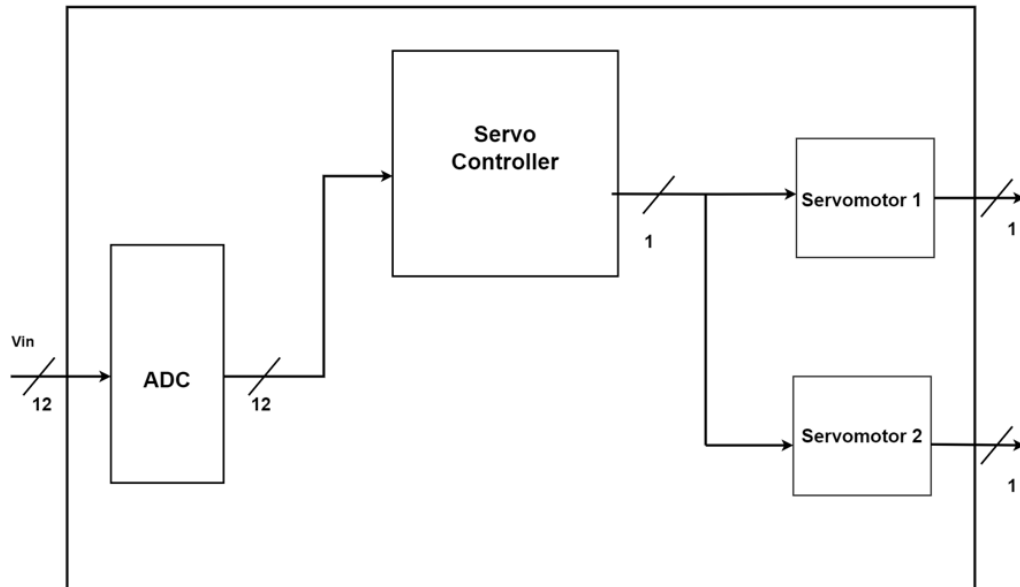 Servo
Controller
Servomotor 1
1
1
Vin
12
ADC
12
Servomotor 2
1